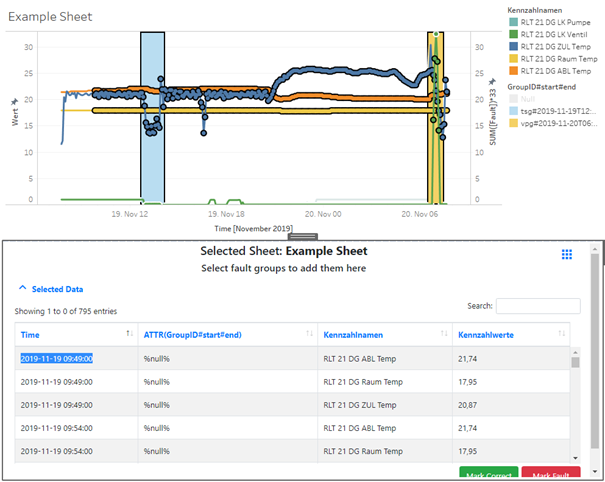 Example Sheet
Kennzahlnamen
RLT 21 DG LK Pumpe
RLT 21 DG LK Ventil
RLT 21 DG ZUL Temp
RLT 21 DG Raum Temp
RLT 21 DG ABL Temp
GroupID#start#end
Null
tsg#2019-11-19T12:..
vpg#2019-11-20T06:..
30
25
20
15
10
5
0
Wert
30
25
20
15
10
5
0
SUM([Fault])*33
19. Nov 12
19. Nov 18
20. Nov 00
20. Nov 06
Time [November 2019]
Selected Sheet: Example Sheet
Select fault groups to add them here
Selected Data
Showing 1 to 0 of 795 entries
Search:
Time ATTR(GroupID#start#end) Kennzahlnamen Kennzahlwerte
2019-11-19 09:49:00 %null% RLT 21 DG ABL Temp 21,74
2019-11-19 09:49:00 %null% RLT 21 DG Raum Temp 17,95
2019-11-19 09:49:00 %null% RLT 21 DG ZUL Temp 20,87
2019-11-19 09:54:00 %null% RLT 21 DG ABL Temp 21,74
2019-11-19 09:54:00 %null% RLT 21 DG Raum Temp 17,95
Mark Correct
Mark Fault